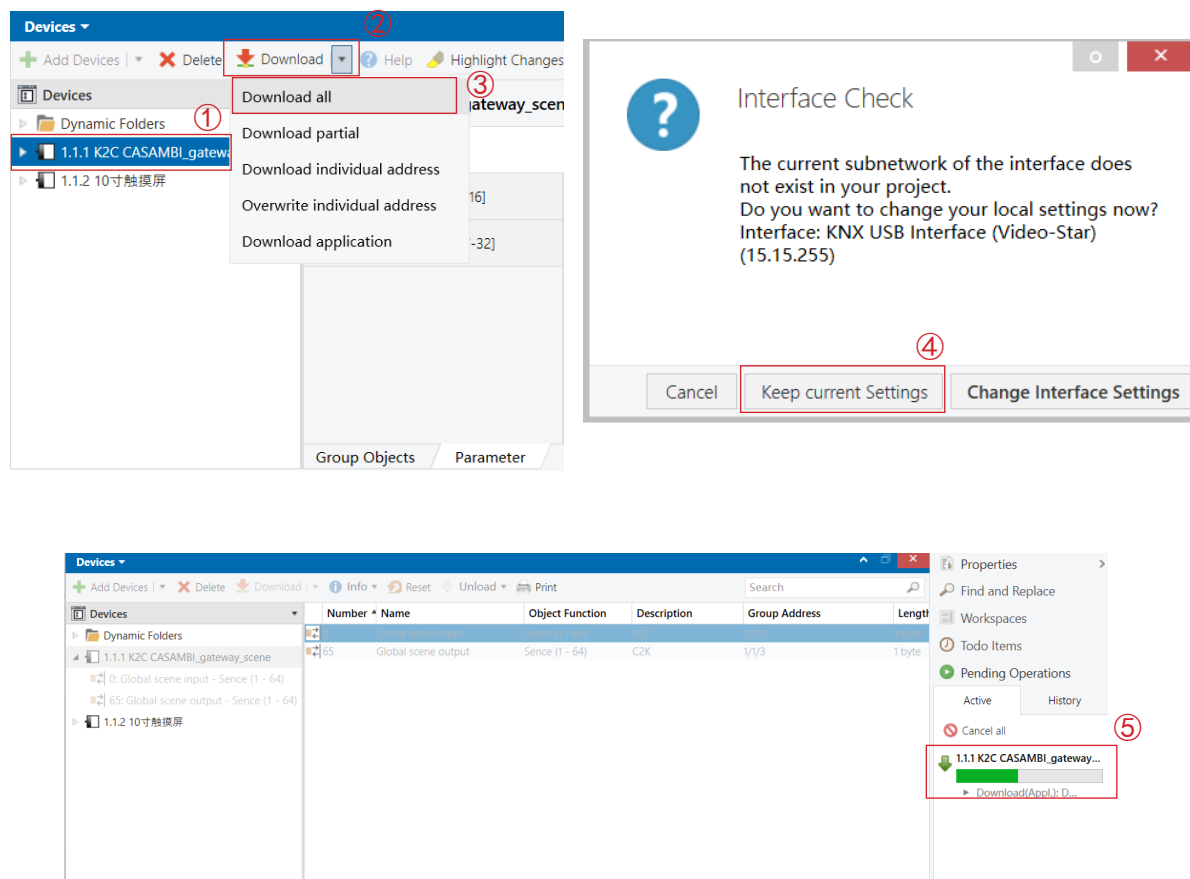 Devices
②
Add Devices Delete Download Help Highlight Changes
③
Devices
Download all
①
Dynamic Folders
Download partial
1.1.1 K2C CASAMBI_gatewa
Download individual address
1.1.2 10寸触摸屏
Overwrite individual address
16]
Download application
-32]
Group Objects Parameter
Interface Check
The current subnetwork of the interface does
not exist in your project.
Do you want to change your local settings now?
Interface: KNX USB Interface (Video-Star)
(15.15.255)
④
Cancel Keep current Settings Change Interface Settings
Devices
Add Devices Delete Download Info Reset Unload Print Search
Devices
Number Name Object Function Description Group Address Length
Dynamic Folders
0 Global scene input Sence (1 - 64) K2C 1/1/1 1 byte
1.1.1 K2C CASAMBI_gateway_scene
65 Global scene output Sence (1 - 64) C2K 1/1/3 1 byte
0: Global scene input - Sence (1 - 64)
65: Global scene output - Sence (1 - 64)
1.1.2 10寸触摸屏
Properties
Find and Replace
Workspaces
Todo Items
Pending Operations
Active History
Cancel all
⑤
1.1.1 K2C CASAMBI_gateway...
Download(Appl.): D...